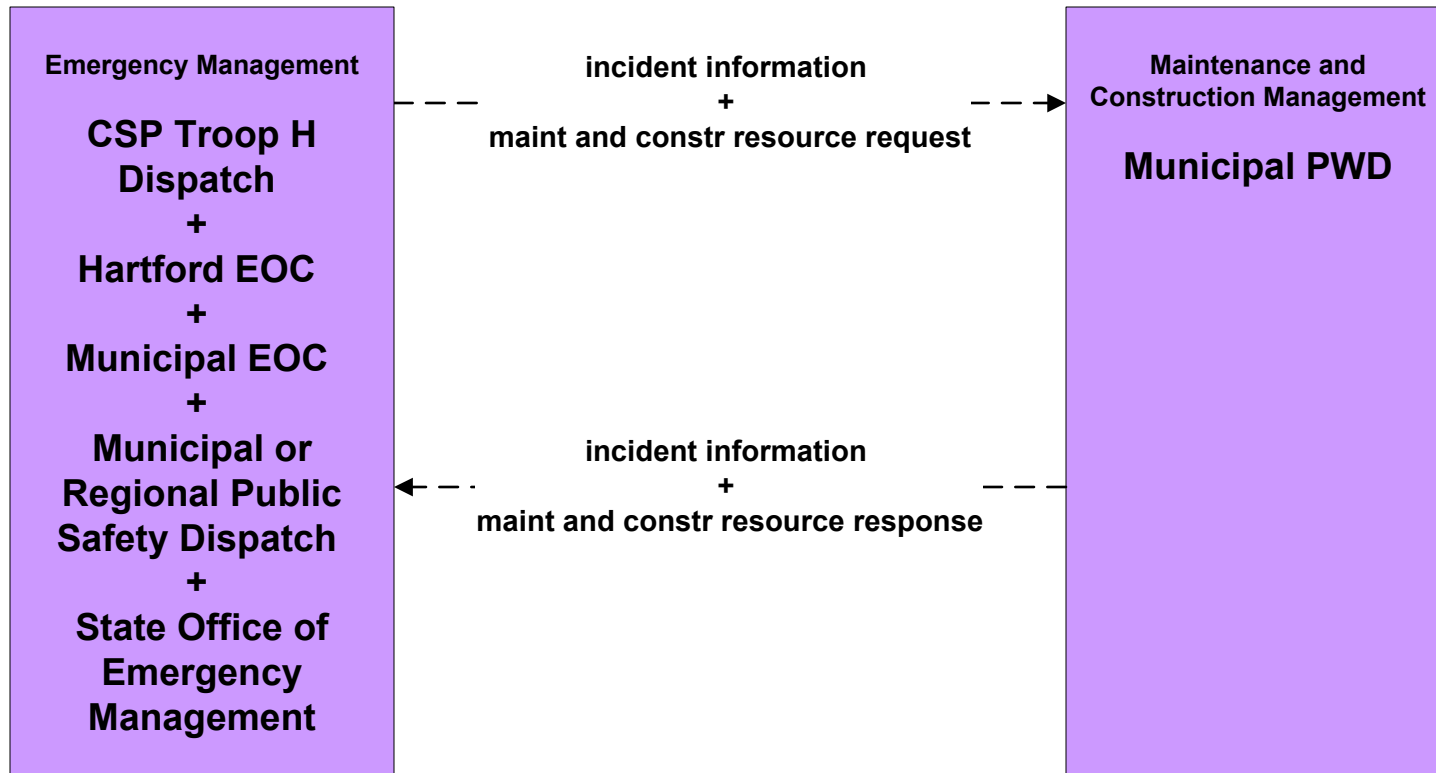 Emergency Management
CSP Troop H
Dispatch
+
Hartford EOC
+
Municipal EOC
+
Municipal or
Regional Public
Safety Dispatch
+
State Office of
Emergency
Management
incident information
+
maint and constr resource request
incident information
+
maint and constr resource response
Maintenance and
Construction Management
Municipal PWD